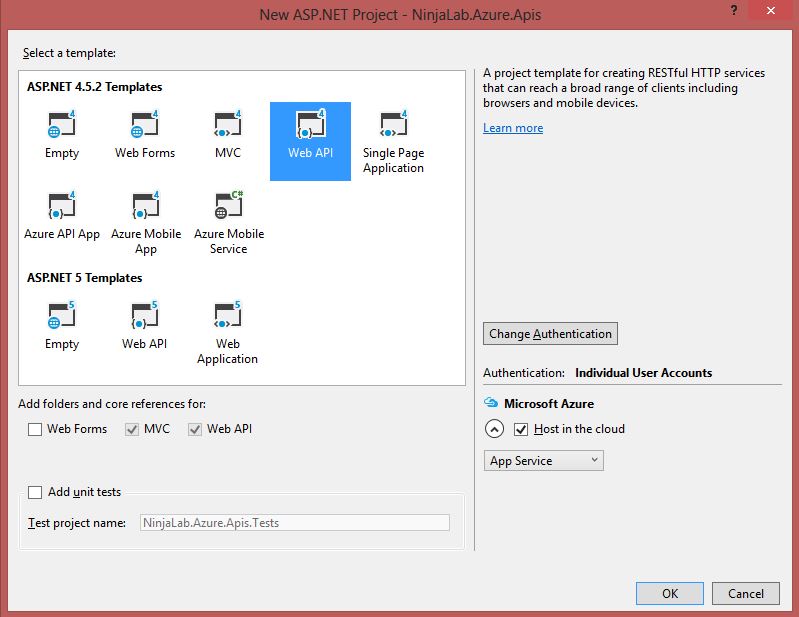 New ASP.NET Project - NinjaLab.Azure.Apis
?
Select a template:
ASP.NET 4.5.2 Templates
4
4
4
4
4
Empty
Web Forms
MVC
Web API
Single Page
Application
4
4
C#
Azure API App
Azure Mobile
App
Azure Mobile
Service
ASP.NET 5 Templates
5
5
5
Empty
Web API
Web
Application
A project template for creating RESTful HTTP services
that can reach a broad range of clients including
browsers and mobile devices.
Learn more
Change Authentication
Authentication: Individual User Accounts
Microsoft Azure
Host in the cloud
App Service
Add folders and core references for:
Web Forms
MVC
Web API
Add unit tests
Test project name: NinjaLab.Azure.Apis.Tests
OK
Cancel